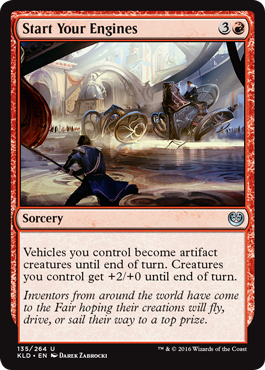 Start Your Engines 3
Sorcery
Vehicles you control become artifact
creatures until end of turn. Creatures
you control get +2/+0 until end of turn.
Inventors from around the world have come
to the Fair hoping their creations will fly,
drive, or sail their way to a top prize.
135/264 U
KLD • EN DAREK ZABROCKI
™ & © 2016 Wizards of the Coast